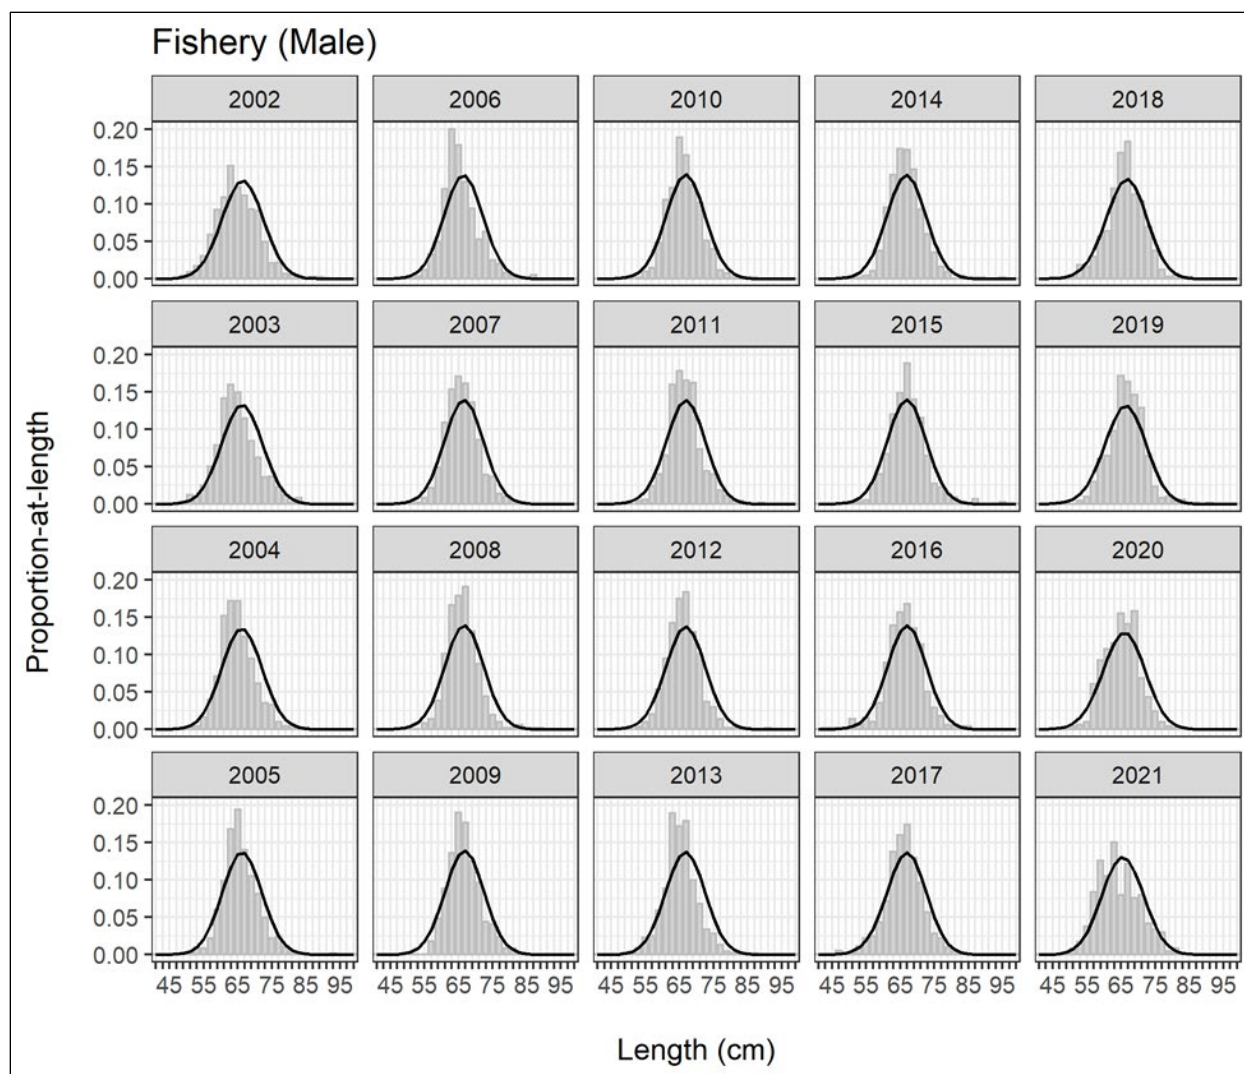 Fishery (Male)
2002 2006 2010 2014 2018
0.20
0.15
0.10
0.05
0.00
2003 2007 2011 2015 2019
0.20
0.15
0.10
0.05
0.00
2004 2008 2012 2016 2020
0.20
0.15
0.10
0.05
0.00
2005 2009 2013 2017 2021
0.20
0.15
0.10
0.05
0.00
45 55 65 75 85 95 45 55 65 75 85 95 45 55 65 75 85 95 45 55 65 75 85 95 45 55 65 75 85 95
Proportion-at-length
Length (cm)